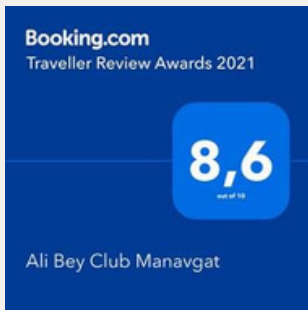 Booking.com
Traveller Review Awards 2021
8,6
out of 10
Ali Bey Club Manavgat